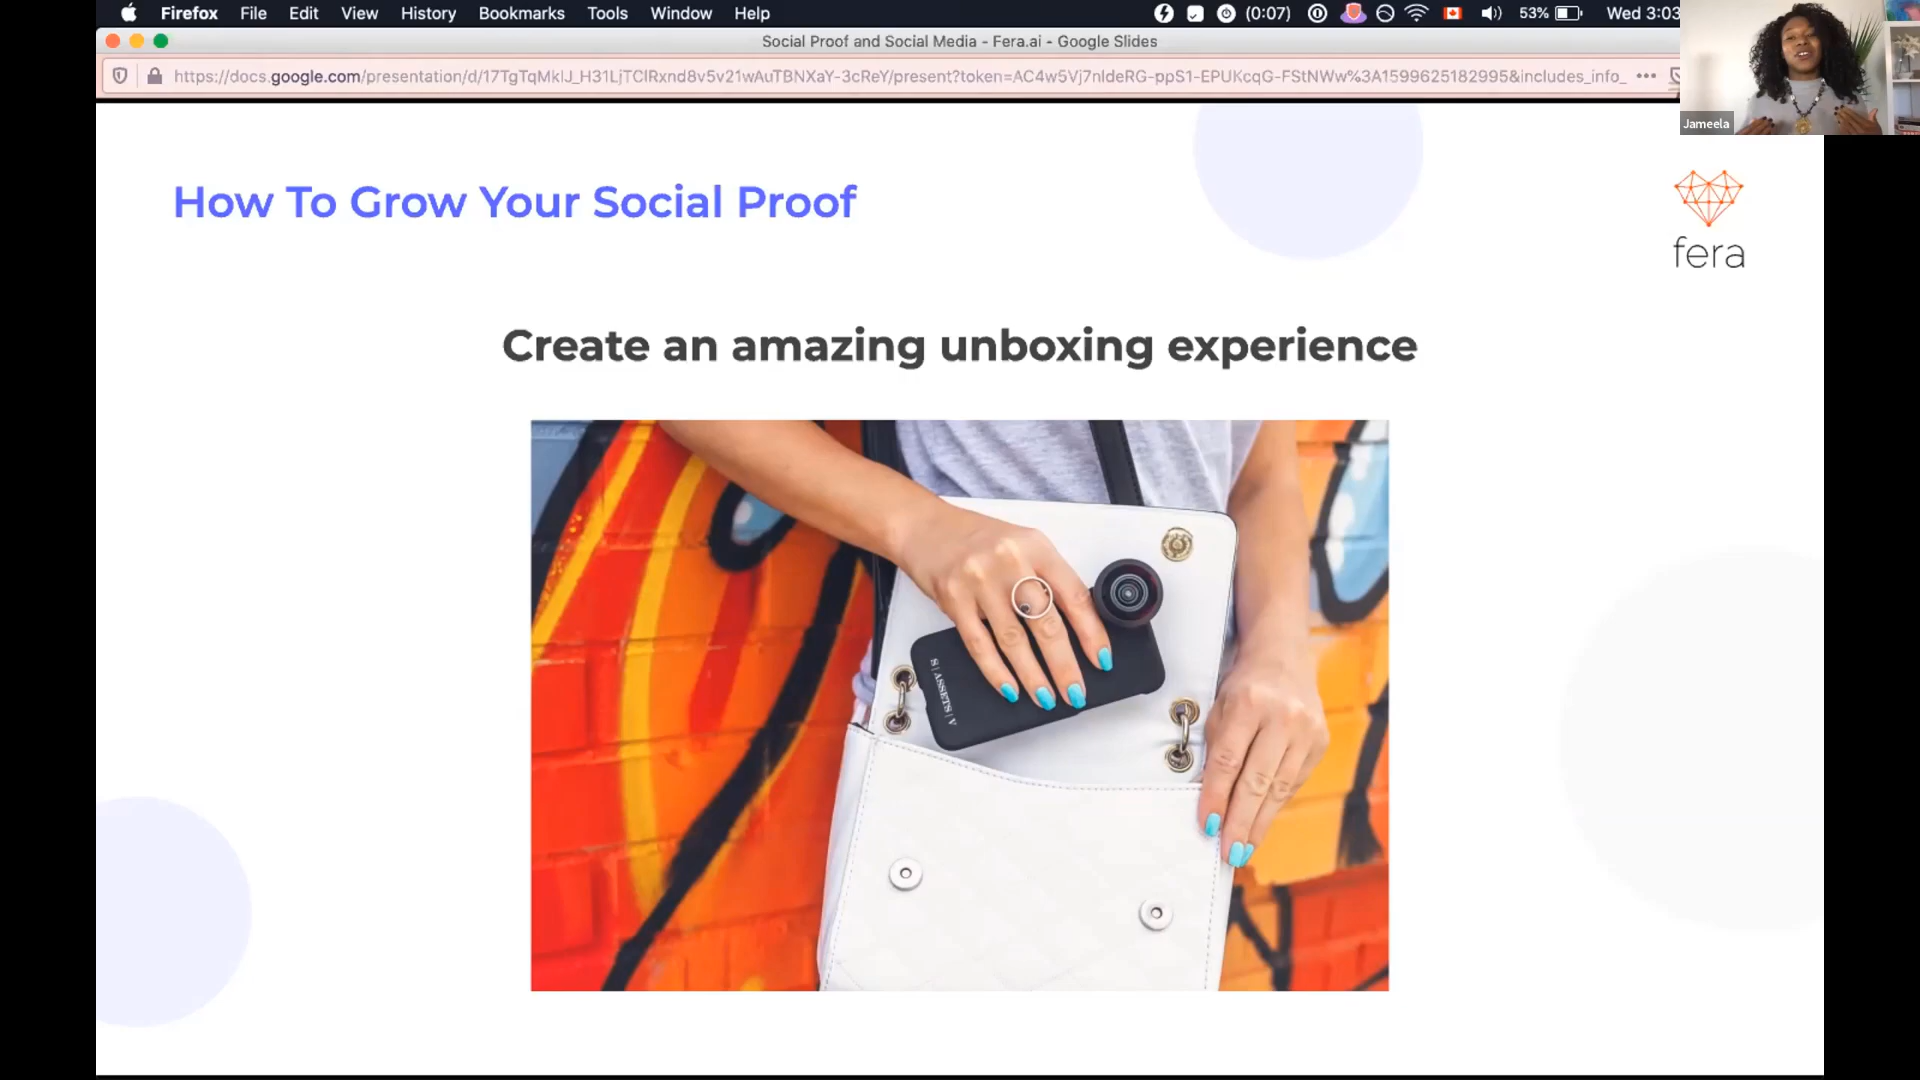 Firefox File Edit View History Bookmarks Tools Window Help (0:07) 53% Wed 3:03
Social Proof and Social Media - Fera.ai - Google Slides
https://docs.google.com/presentation/d/17TgTqMkIJ_H31LjTClRxnd8v5v21wAuTBNXaY-3cReY/present?token=AC4w5Vj7nIdeRG-ppS1-EPUKcqG-FStNWw%3A1599625182995&includes_info_
Jameela
How To Grow Your Social Proof
fera
Create an amazing unboxing experience
S | ASSETS | V